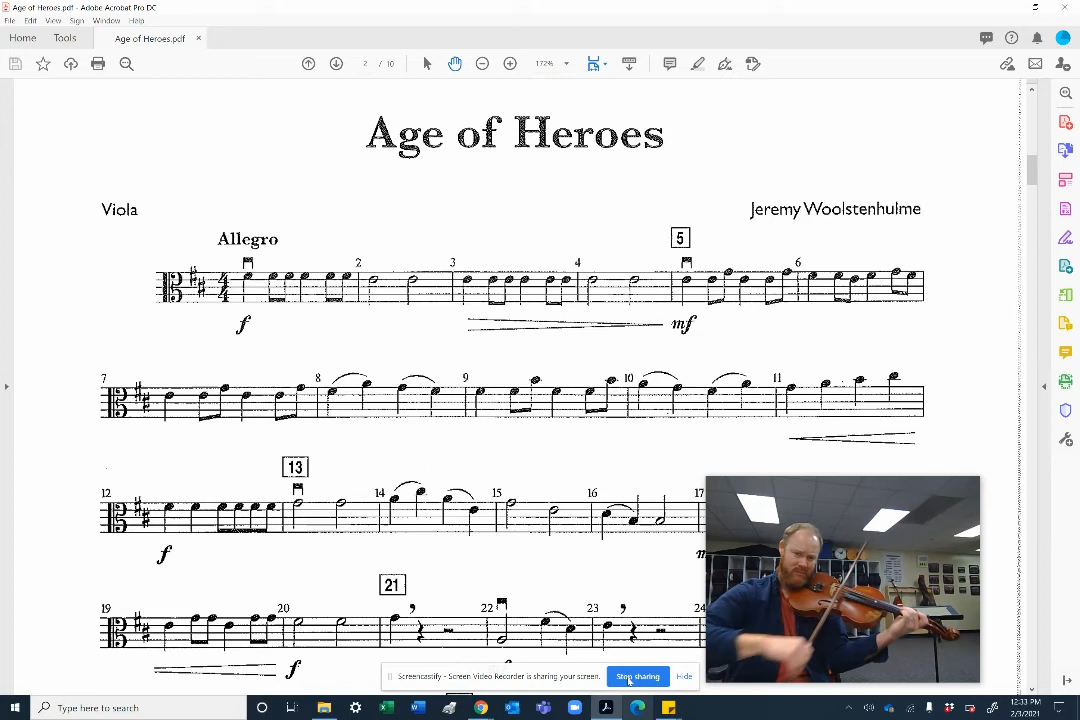 Age of Heroes.pdf - Adobe Acrobat Pro DC
File Edit View Sign Window Help
Home Tools Age of Heroes.pdf ×
2 / 10 172%
Age of Heroes
Viola
Jeremy Woolstenhulme
Allegro
5
2 3 4 6
f mf
7 8 9 10 11
13
12 14 15 16 17
f m
21
19 20 22 23 24
f
Screencastify - Screen Video Recorder is sharing your screen. Stop sharing Hide
Type here to search
12:33 PM
2/3/2021